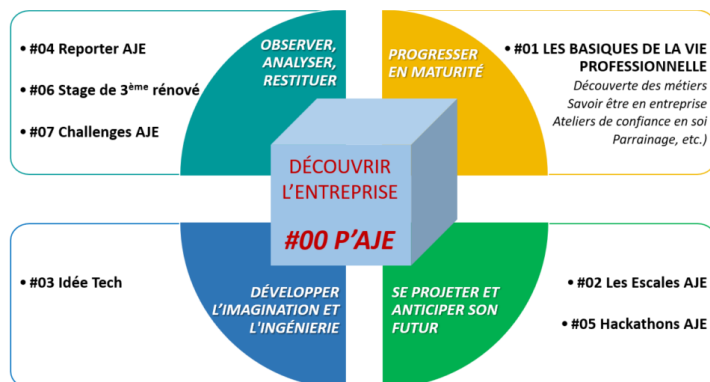 • #04 Reporter AJE
• #06 Stage de 3ème rénové
• #07 Challenges AJE
OBSERVER,
ANALYSER,
RESTITUER
PROGRESSER
EN MATURITÉ
• #01 LES BASIQUES DE LA VIE
PROFESSIONNELLE
Découverte des métiers
Savoir être en entreprise
Ateliers de confiance en soi
Parrainage, etc.)
DÉCOUVRIR
L’ENTREPRISE
#00 P’AJE
• #03 Idée Tech
DÉVELOPPER
L’IMAGINATION ET
L'INGÉNIERIE
SE PROJETER ET
ANTICIPER SON
FUTUR
• #02 Les Escales AJE
• #05 Hackathons AJE